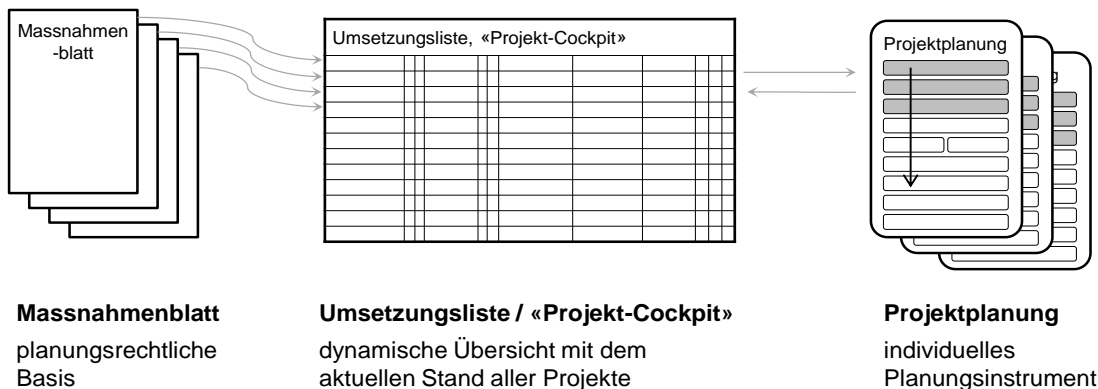 Massnahmen
-blatt
Umsetzungsliste, «Projekt-Cockpit»
Projektplanung
g
Massnahmenblatt
planungsrechtliche
Basis
Umsetzungsliste / «Projekt-Cockpit»
dynamische Übersicht mit dem
aktuellen Stand aller Projekte
Projektplanung
individuelles
Planungsinstrument